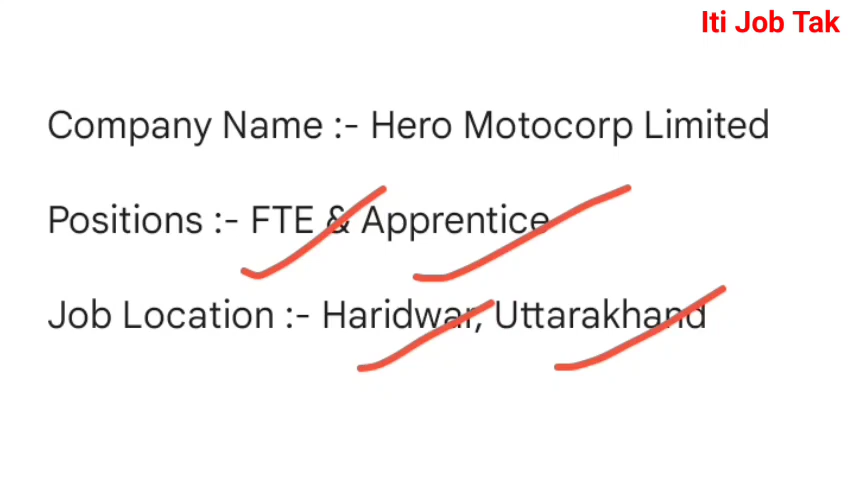 Iti Job Tak
Company Name :- Hero Motocorp Limited
Positions :- FTE & Apprentice
Job Location :- Haridwar, Uttarakhand